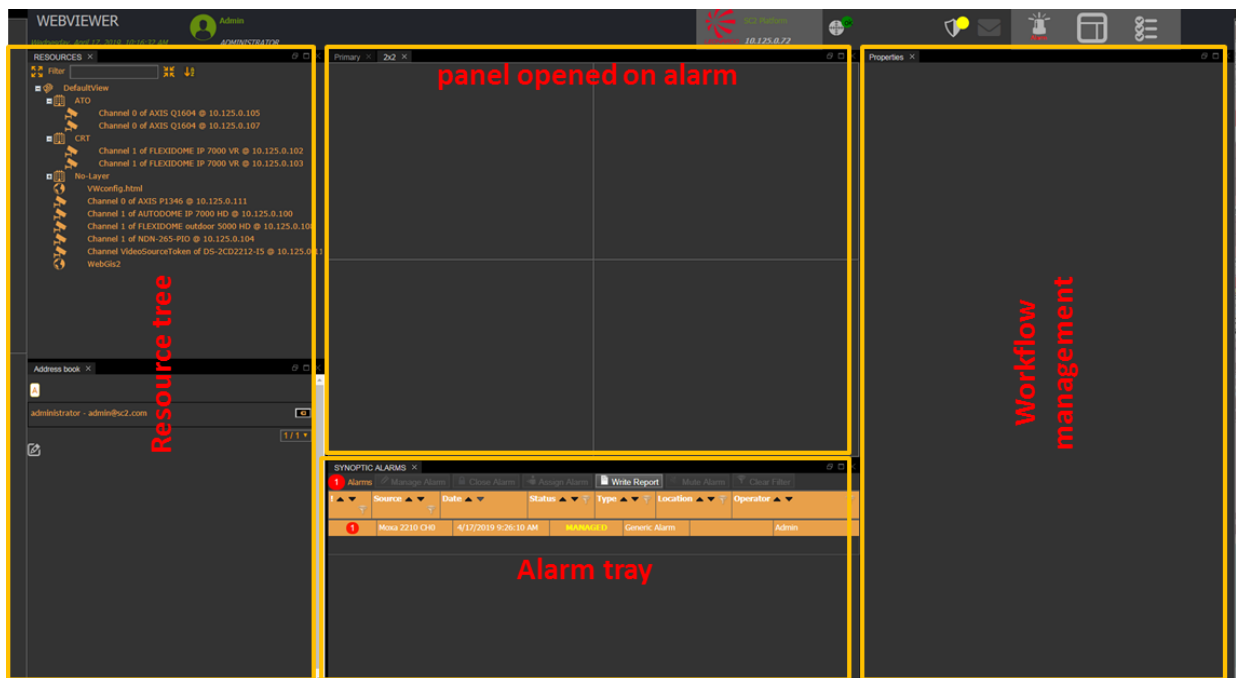 WEBVIEWER
Admin
SC2 Platform
Wednesday, April 17, 2019, 10:16:32 AM
ADMINISTRATOR
10.125.0.72
RESOURCES
Filter
DefaultView
ATO
Channel 0 of AXIS Q1604 @ 10.125.0.105
Channel 0 of AXIS Q1604 @ 10.125.0.107
CRT
Channel 1 of FLEXIDOME IP 7000 VR @ 10.125.0.102
Channel 1 of FLEXIDOME IP 7000 VR @ 10.125.0.103
No-Layer
VWconfig.html
Channel 0 of AXIS P1346 @ 10.125.0.111
Channel 1 of AUTODOME IP 7000 HD @ 10.125.0.100
Channel 1 of FLEXIDOME outdoor 5000 HD @ 10.125.0.108
Channel 1 of NDN-265-PIO @ 10.125.0.104
Channel VideoSourceToken of DS-2CD2212-I5 @ 10.125.0.11
WebGis2
Resource tree
Address book
A
administrator - admin@sc2.com
1 / 1
Primary
2x2
panel opened on alarm
SYNOPTIC ALARMS
1 Alarms Manage Alarm Close Alarm Assign Alarm Write Report Mute Alarm Clear Filter
! Source Date Status Type Location Operator
1 Moxa 2210 CH0 4/17/2019 9:26:10 AM MANAGED Generic Alarm Admin
Alarm tray
Properties
Workflow
management